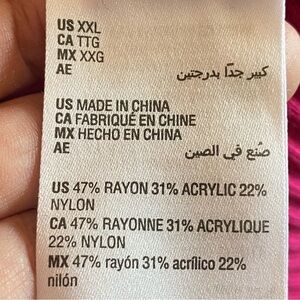 US XXL
CA TTG
MX XXG
AE كبير جدًا بدرجتين
US MADE IN CHINA
CA FABRIQUÉ EN CHINE
MX HECHO EN CHINA
AE صُنع في الصين
US 47% RAYON 31% ACRYLIC 22%
NYLON
CA 47% RAYONNE 31% ACRYLIQUE
22% NYLON
MX 47% rayón 31% acrílico 22%
nilón